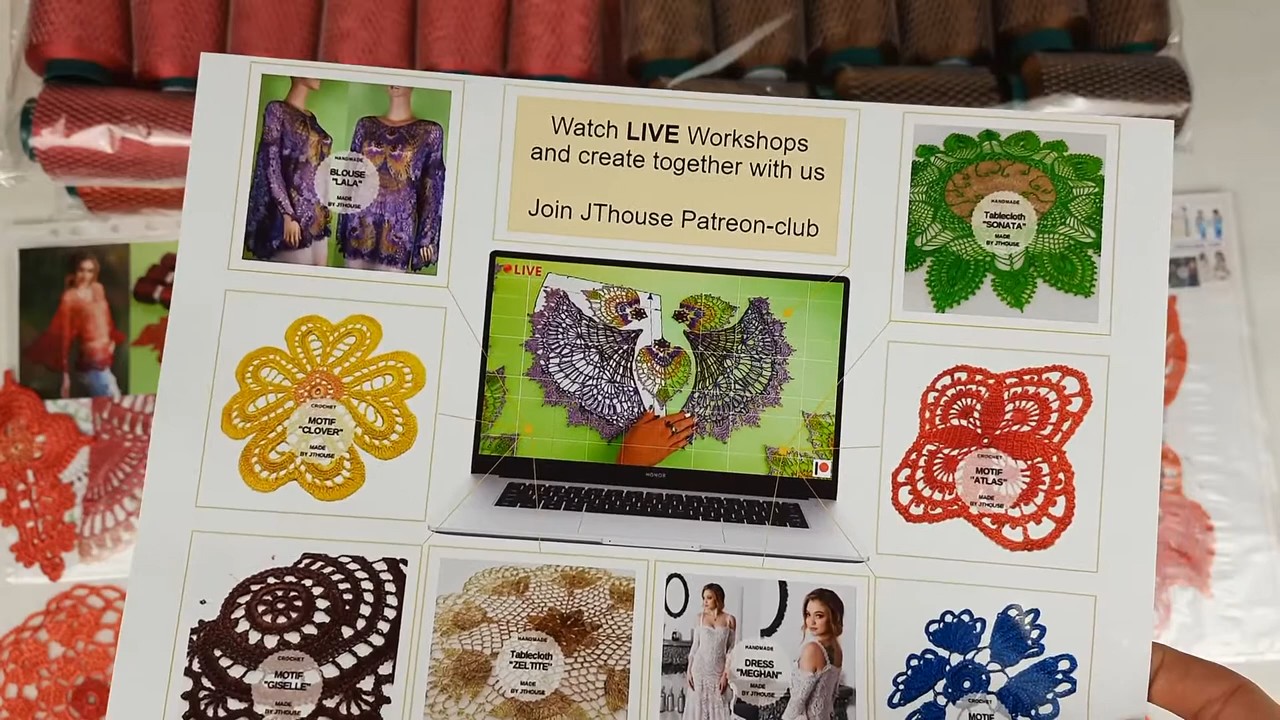 HANDMADE
BLOUSE
"LALA"
MADE
BY JTHOUSE
Watch LIVE Workshops
and create together with us
Join JThouse Patreon-club
HANDMADE
Tablecloth
"SONATA"
MADE
BY JTHOUSE
LIVE
HONOR
CROCHET
MOTIF
"CLOVER"
MADE
BY JTHOUSE
CROCHET
MOTIF
"ATLAS"
MADE
BY JTHOUSE
CROCHET
MOTIF
"GISELLE"
MADE
BY JTHOUSE
HANDMADE
Tablecloth
"ZELTITE"
MADE
BY JTHOUSE
HANDMADE
DRESS
"MEGHAN"
MADE
BY JTHOUSE
CROCHET
MOTIF